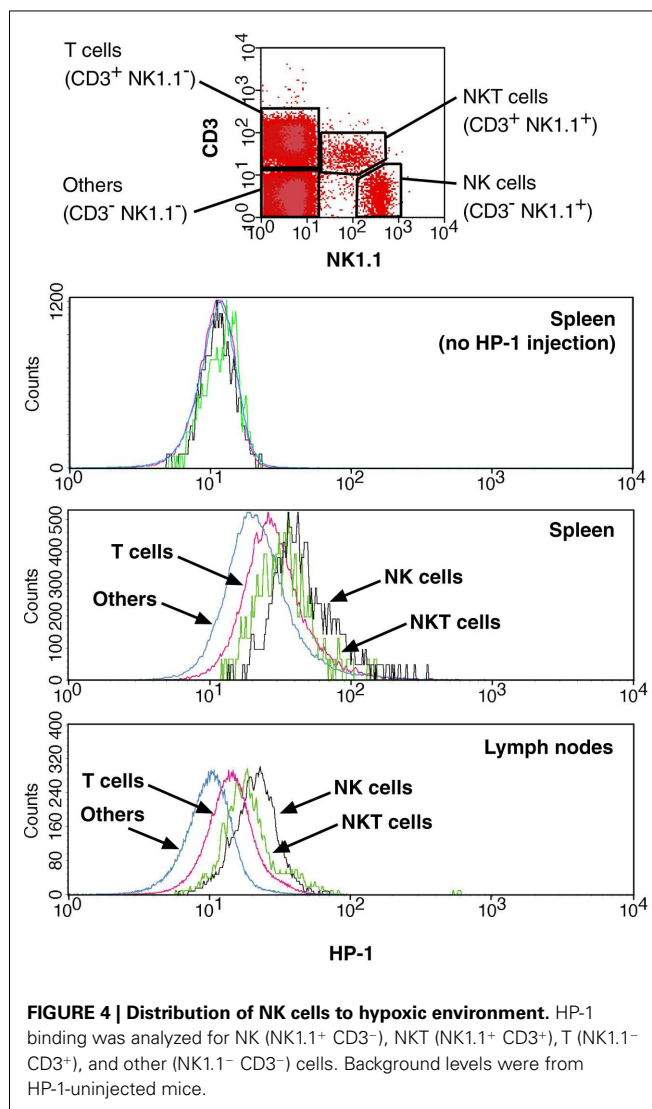 T cells
(CD3⁺ NK1.1⁻)
Others
(CD3⁻ NK1.1⁻)
CD3
10⁴
10³
10²
10¹
10⁰
10⁰ 10¹ 10² 10³ 10⁴
NK1.1
NKT cells
(CD3⁺ NK1.1⁺)
NK cells
(CD3⁻ NK1.1⁺)
Spleen
(no HP-1 injection)
Counts
1200
0
10⁰ 10¹ 10² 10³ 10⁴
Spleen
Counts
500
400
300
200
100
0
T cells
Others
NK cells
NKT cells
10⁰ 10¹ 10² 10³ 10⁴
Lymph nodes
Counts
400
320
240
160
80
0
T cells
Others
NK cells
NKT cells
10⁰ 10¹ 10² 10³ 10⁴
HP-1
FIGURE 4 | Distribution of NK cells to hypoxic environment. HP-1
binding was analyzed for NK (NK1.1+ CD3−), NKT (NK1.1+ CD3+), T (NK1.1−
CD3+), and other (NK1.1− CD3−) cells. Background levels were from
HP-1-uninjected mice.